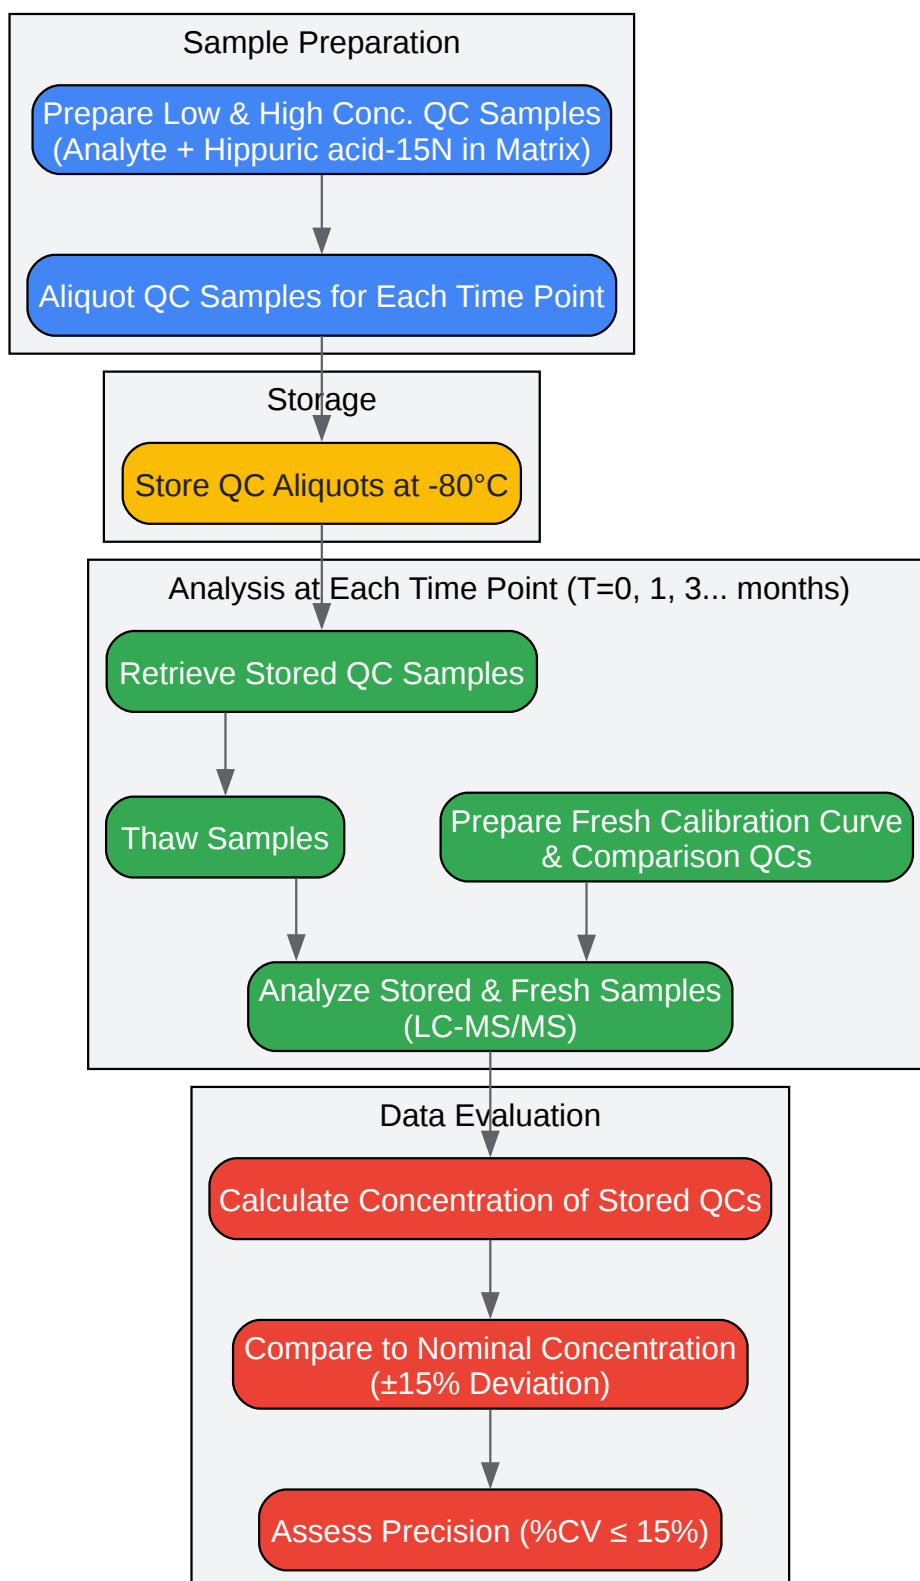 Sample Preparation
Prepare Low & High Conc. QC Samples
(Analyte + Hippuric acid-15N in Matrix)
Aliquot QC Samples for Each Time Point
Storage
Store QC Aliquots at -80°C
Analysis at Each Time Point (T=0, 1, 3... months)
Retrieve Stored QC Samples
Thaw Samples
Prepare Fresh Calibration Curve
& Comparison QCs
Analyze Stored & Fresh Samples
(LC-MS/MS)
Data Evaluation
Calculate Concentration of Stored QCs
Compare to Nominal Concentration
(±15% Deviation)
Assess Precision (%CV ≤ 15%)